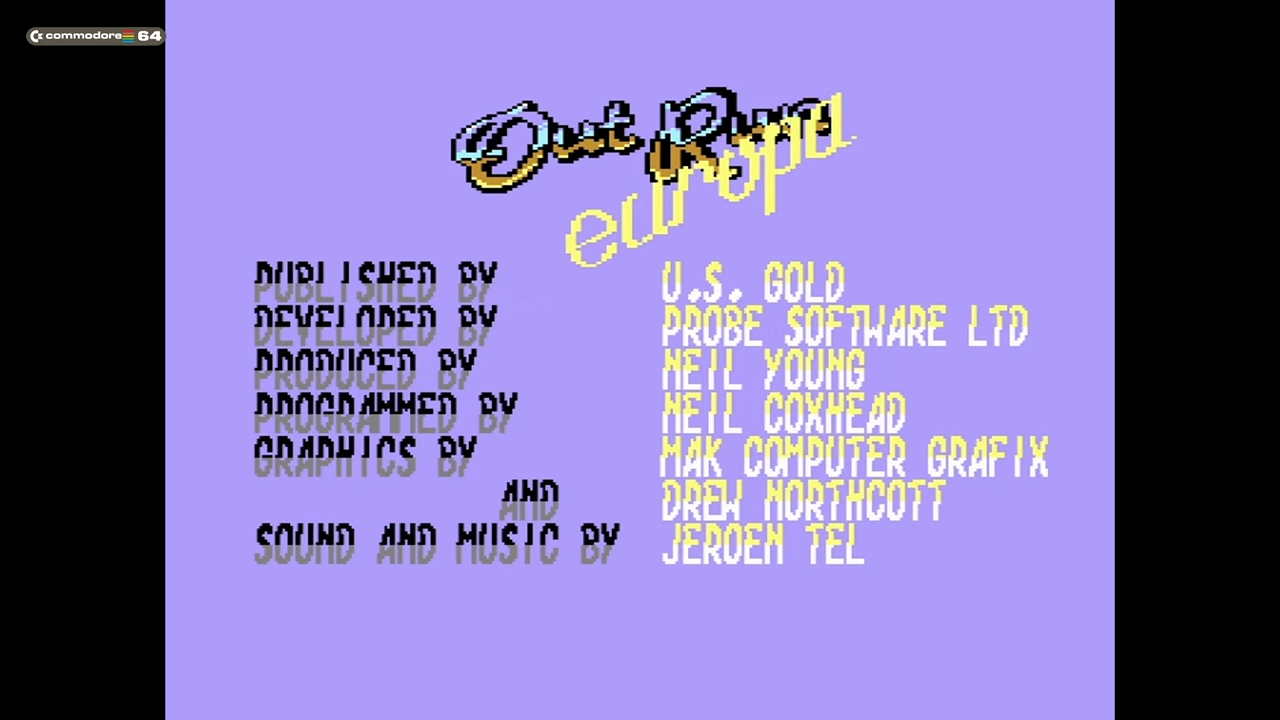 commodore 64
Out Run
europa
PUBLISHED BY U.S. GOLD
DEVELOPED BY PROBE SOFTWARE LTD
PRODUCED BY NEIL YOUNG
PROGRAMMED BY NEIL COXHEAD
GRAPHICS BY MAK COMPUTER GRAFIX
AND DREW NORTHCOTT
SOUND AND MUSIC BY JEROEN TEL